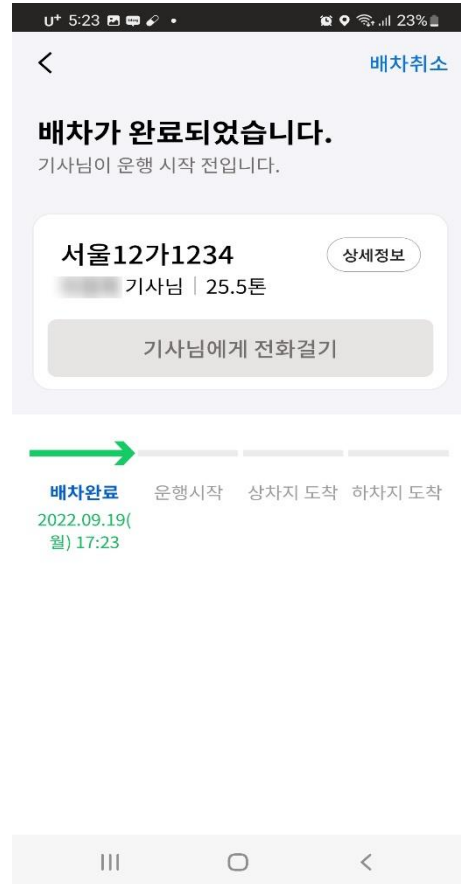 U+ 5:23 23%
배차취소
배차가 완료되었습니다.
기사님이 운행 시작 전입니다.
서울12가1234 상세정보
기사님 | 25.5톤
기사님에게 전화걸기
배차완료 운행시작 상차지 도착 하차지 도착
2022.09.19(
월) 17:23